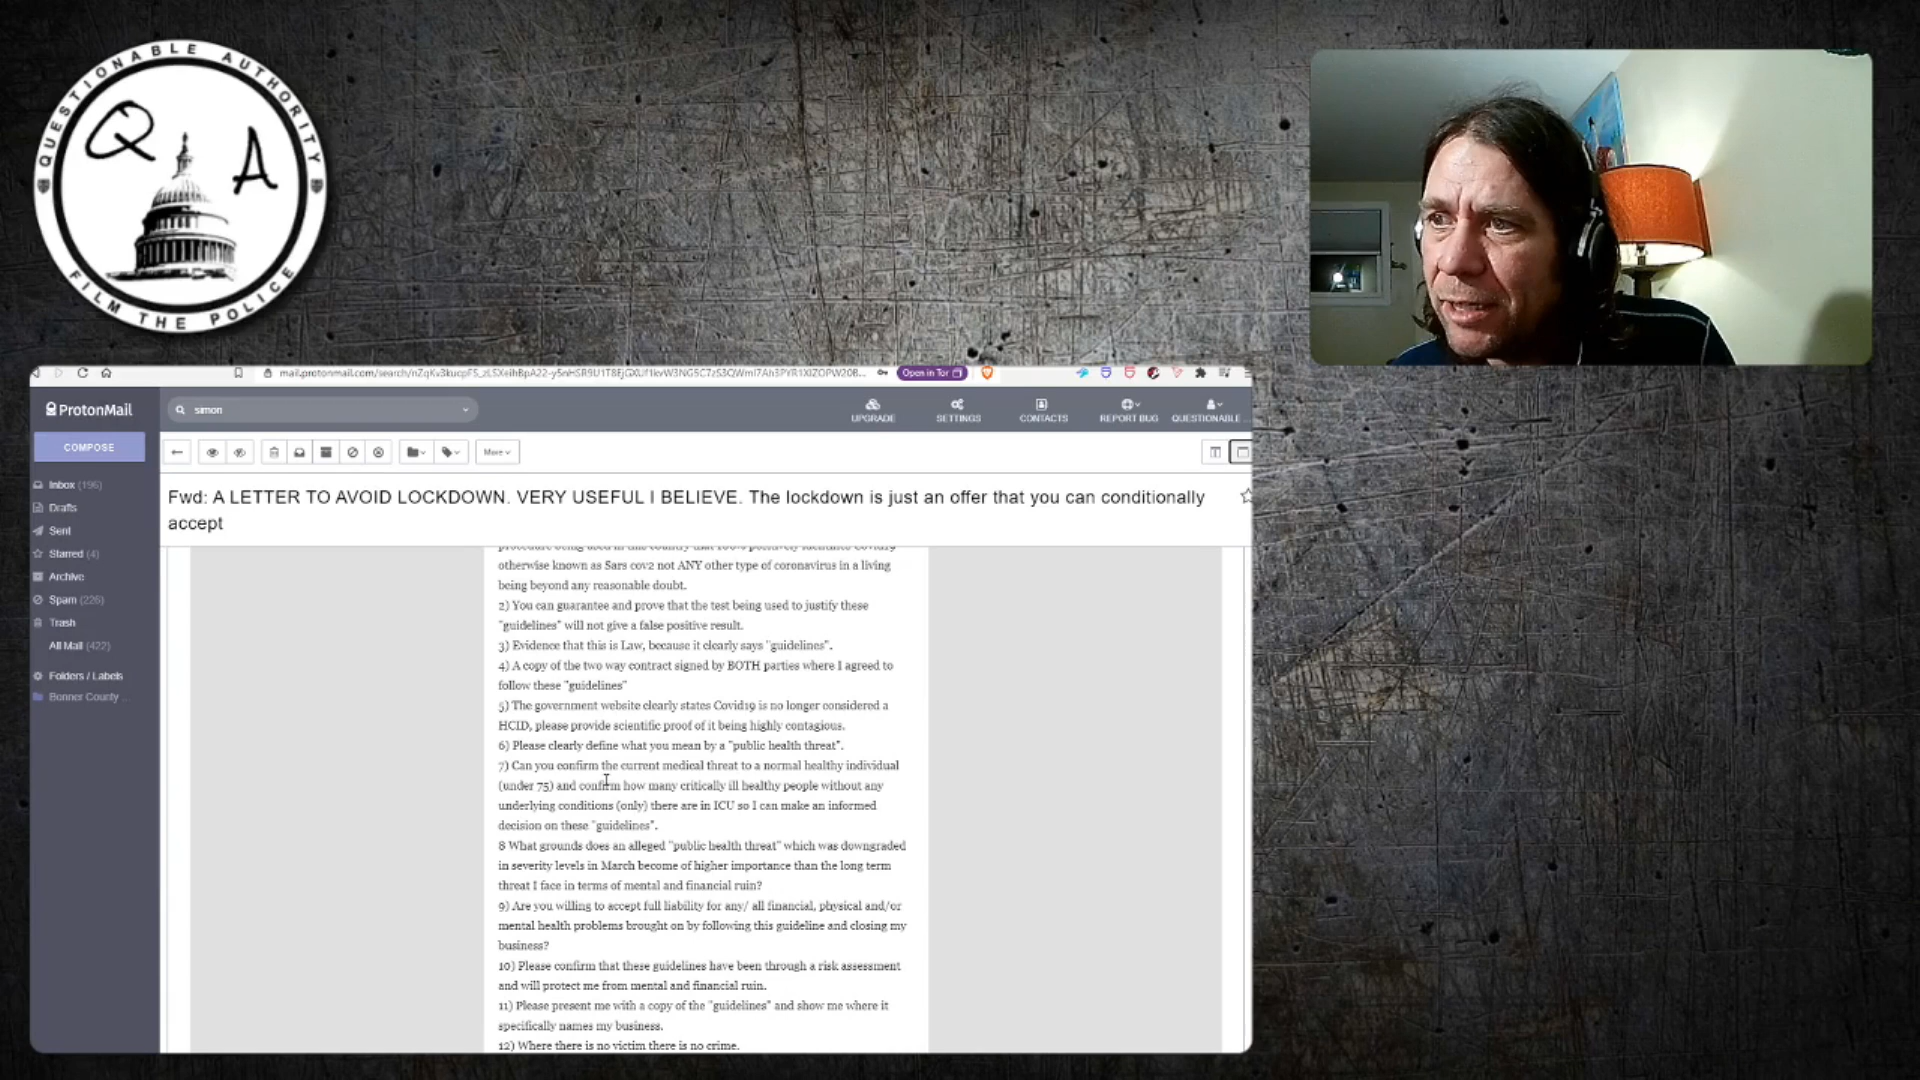 QUESTIONABLE AUTHORITY
Q A
FILM THE POLICE
Open in Tor
ProtonMail
simon
UPGRADE
SETTINGS
CONTACTS
REPORT BUG
QUESTIONABLE
COMPOSE
More
Inbox (196)
Drafts
Sent
Starred (4)
Archive
Spam (226)
Trash
All Mail (422)
Folders / Labels
Bonner County ...
Fwd: A LETTER TO AVOID LOCKDOWN. VERY USEFUL I BELIEVE. The lockdown is just an offer that you can conditionally
accept
otherwise known as Sars cov2 not ANY other type of coronavirus in a living
being beyond any reasonable doubt.
2) You can guarantee and prove that the test being used to justify these
"guidelines" will not give a false positive result.
3) Evidence that this is Law, because it clearly says "guidelines".
4) A copy of the two way contract signed by BOTH parties where I agreed to
follow these "guidelines"
5) The government website clearly states Covid19 is no longer considered a
HCID, please provide scientific proof of it being highly contagious.
6) Please clearly define what you mean by a "public health threat".
7) Can you confirm the current medical threat to a normal healthy individual
(under 75) and confirm how many critically ill healthy people without any
underlying conditions (only) there are in ICU so I can make an informed
decision on these "guidelines".
8 What grounds does an alleged "public health threat" which was downgraded
in severity levels in March become of higher importance than the long term
threat I face in terms of mental and financial ruin?
9) Are you willing to accept full liability for any/ all financial, physical and/or
mental health problems brought on by following this guideline and closing my
business?
10) Please confirm that these guidelines have been through a risk assessment
and will protect me from mental and financial ruin.
11) Please present me with a copy of the "guidelines" and show me where it
specifically names my business.
12) Where there is no victim there is no crime.